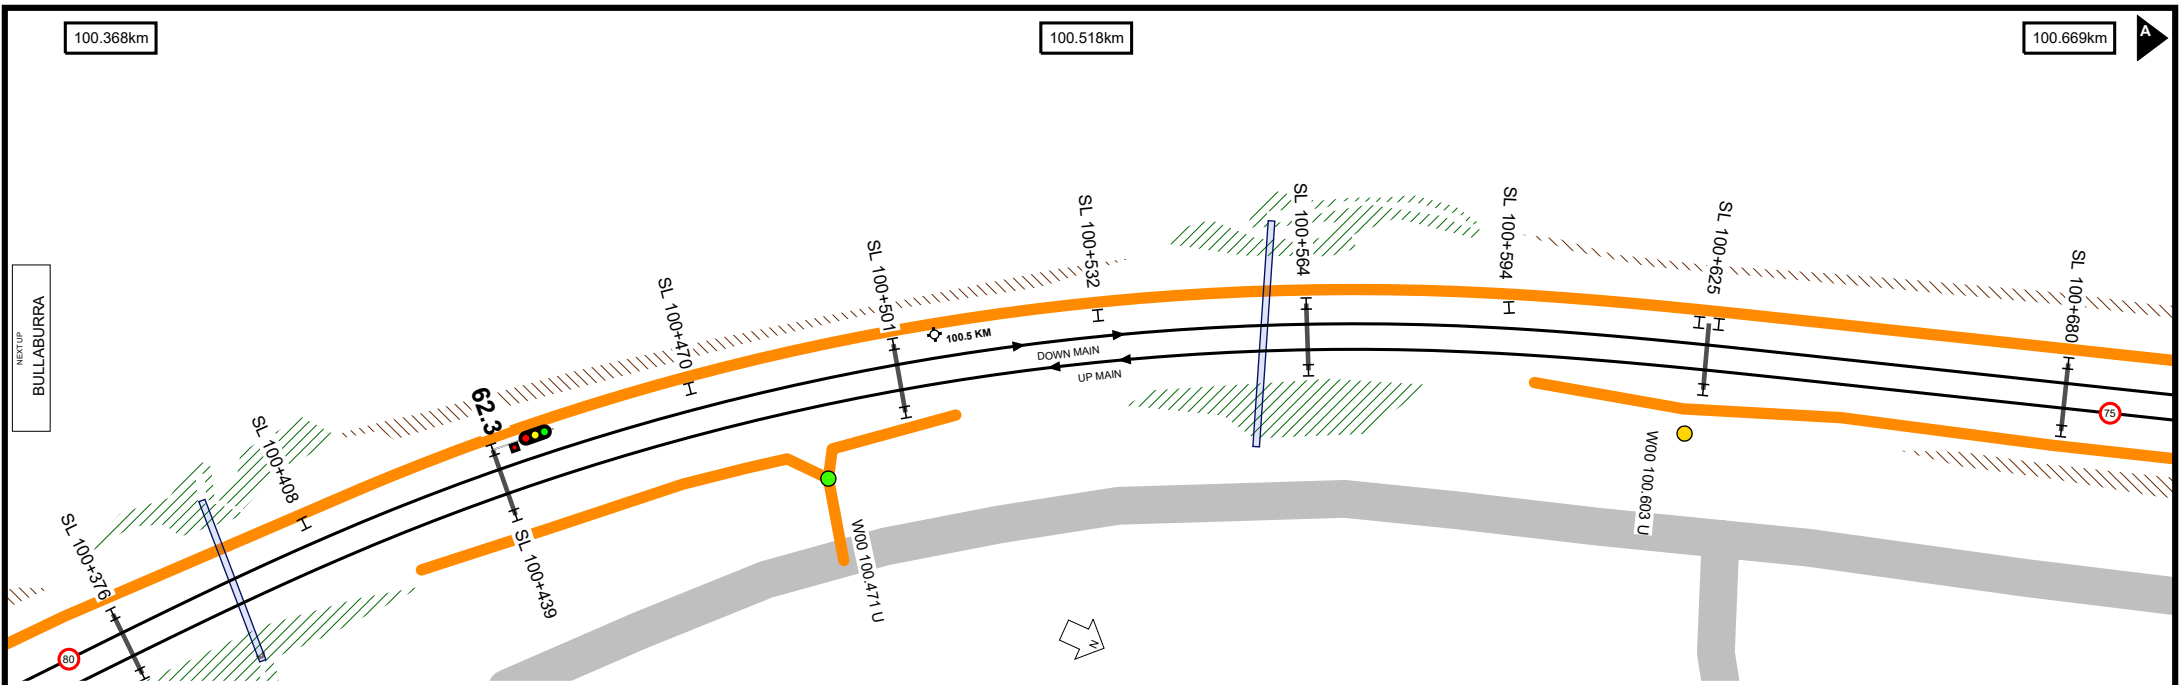 100.368km
100.518km
100.669km
A
NEXT UP
BULLABURRA
SL 100+376
SL 100+408
62.3
SL 100+439
SL 100+470
SL 100+501
100.5 KM
SL 100+532
DOWN MAIN
UP MAIN
SL 100+564
SL 100+594
SL 100+625
SL 100+680
80
75
W00 100.471 U
W00 100.603 U
N